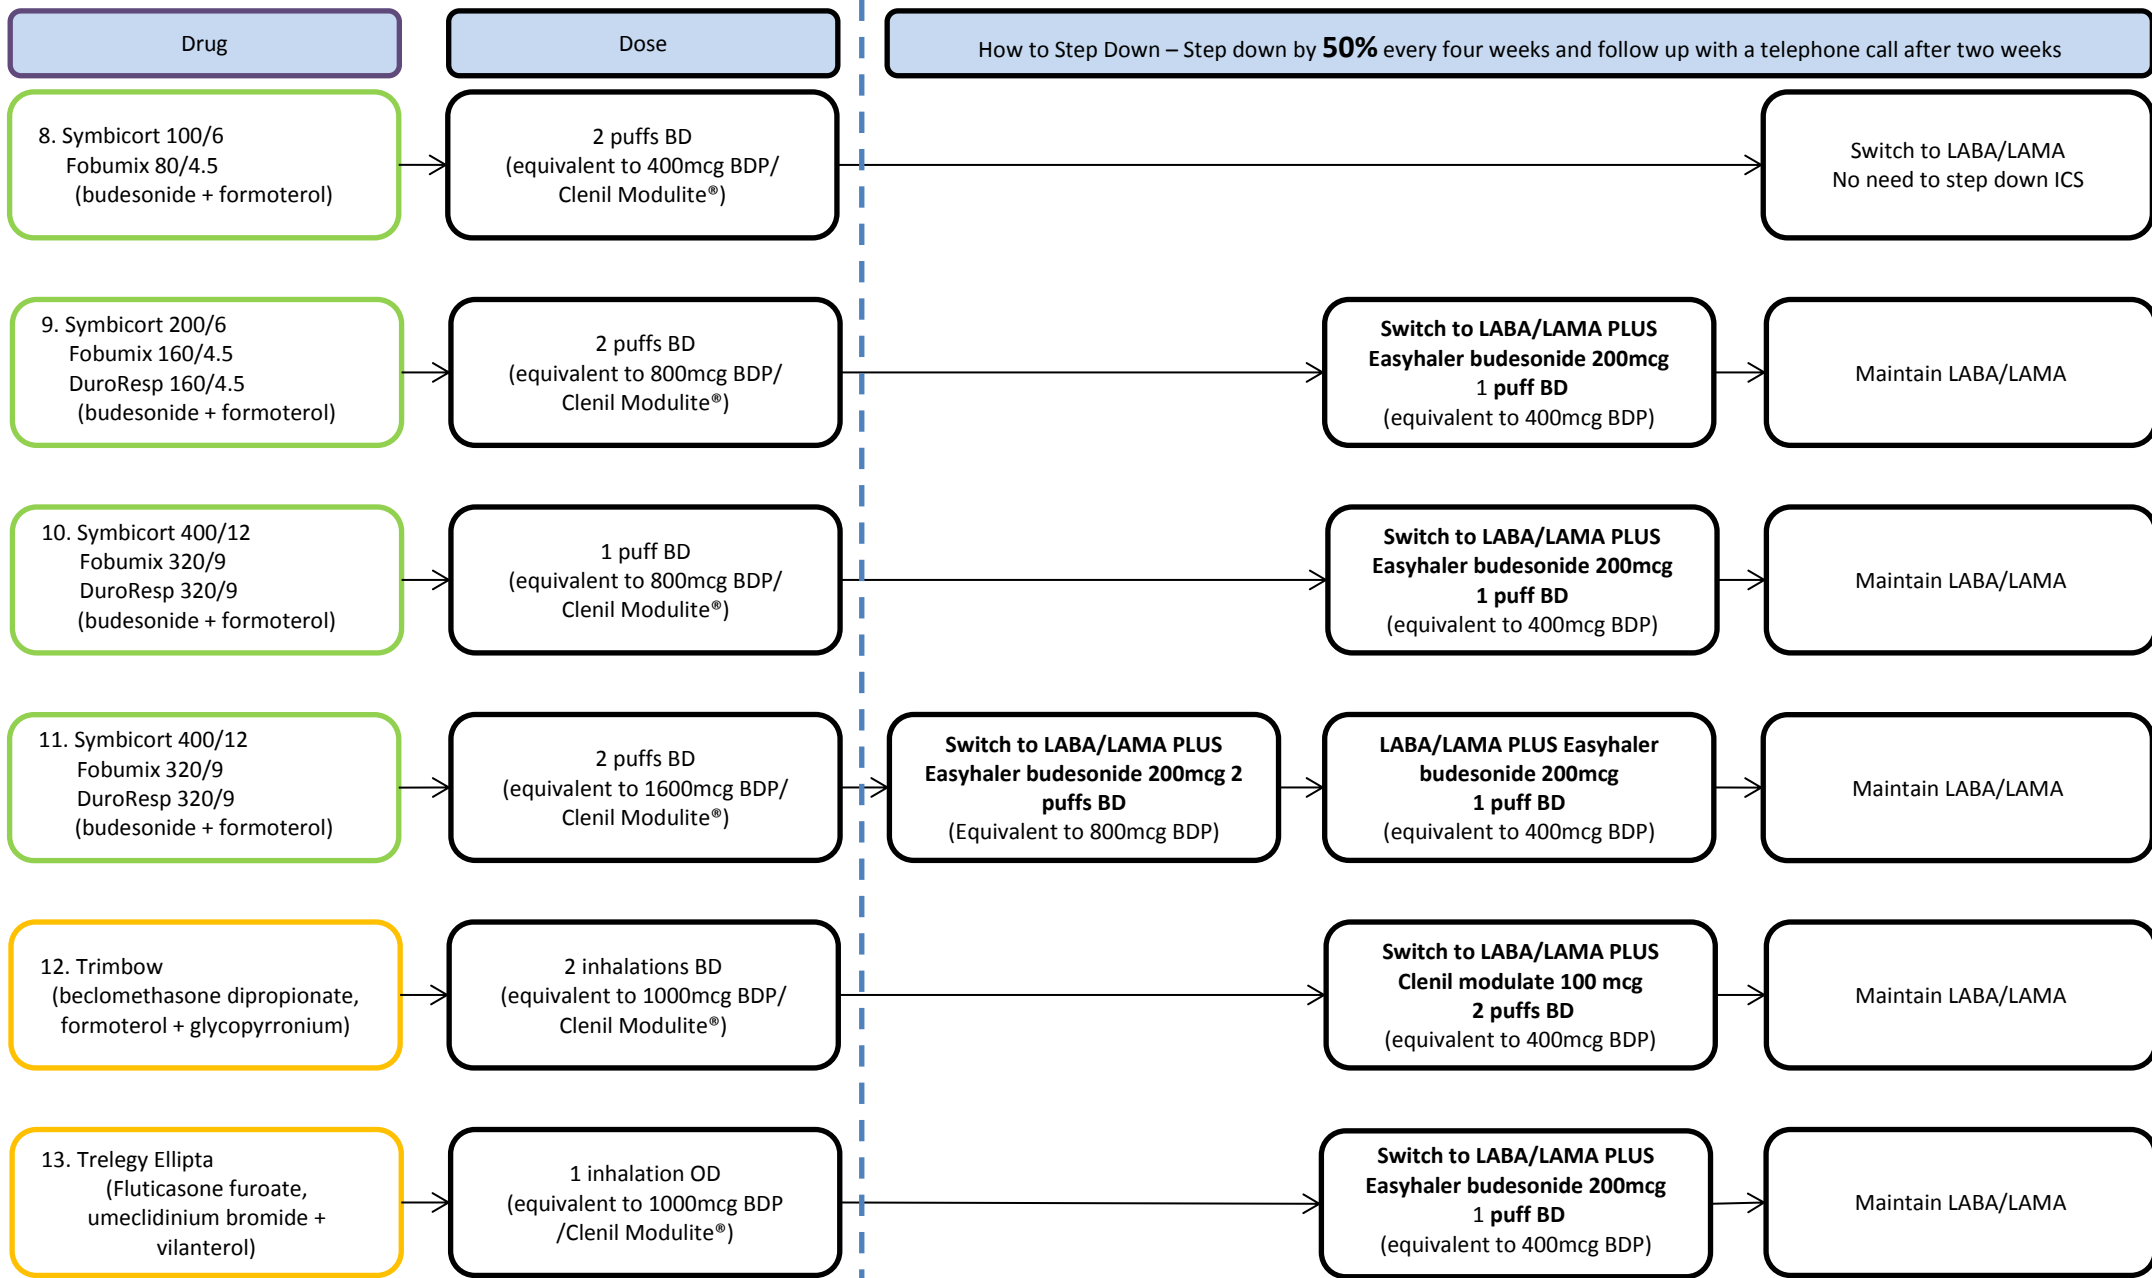 Drug
Dose
How to Step Down – Step down by 50% every four weeks and follow up with a telephone call after two weeks
8. Symbicort 100/6
Fobumix 80/4.5
(budesonide + formoterol)
2 puffs BD
(equivalent to 400mcg BDP/
Clenil Modulite®)
Switch to LABA/LAMA
No need to step down ICS
9. Symbicort 200/6
Fobumix 160/4.5
DuroResp 160/4.5
(budesonide + formoterol)
2 puffs BD
(equivalent to 800mcg BDP/
Clenil Modulite®)
Switch to LABA/LAMA PLUS
Easyhaler budesonide 200mcg
1 puff BD
(equivalent to 400mcg BDP)
Maintain LABA/LAMA
10. Symbicort 400/12
Fobumix 320/9
DuroResp 320/9
(budesonide + formoterol)
1 puff BD
(equivalent to 800mcg BDP/
Clenil Modulite®)
Switch to LABA/LAMA PLUS
Easyhaler budesonide 200mcg
1 puff BD
(equivalent to 400mcg BDP)
Maintain LABA/LAMA
11. Symbicort 400/12
Fobumix 320/9
DuroResp 320/9
(budesonide + formoterol)
2 puffs BD
(equivalent to 1600mcg BDP/
Clenil Modulite®)
Switch to LABA/LAMA PLUS
Easyhaler budesonide 200mcg 2
puffs BD
(Equivalent to 800mcg BDP)
LABA/LAMA PLUS Easyhaler
budesonide 200mcg
1 puff BD
(equivalent to 400mcg BDP)
Maintain LABA/LAMA
12. Trimbow
(beclomethasone dipropionate,
formoterol + glycopyrronium)
2 inhalations BD
(equivalent to 1000mcg BDP/
Clenil Modulite®)
Switch to LABA/LAMA PLUS
Clenil modulate 100 mcg
2 puffs BD
(equivalent to 400mcg BDP)
Maintain LABA/LAMA
13. Trelegy Ellipta
(Fluticasone furoate,
umeclidinium bromide +
vilanterol)
1 inhalation OD
(equivalent to 1000mcg BDP
/Clenil Modulite®)
Switch to LABA/LAMA PLUS
Easyhaler budesonide 200mcg
1 puff BD
(equivalent to 400mcg BDP)
Maintain LABA/LAMA